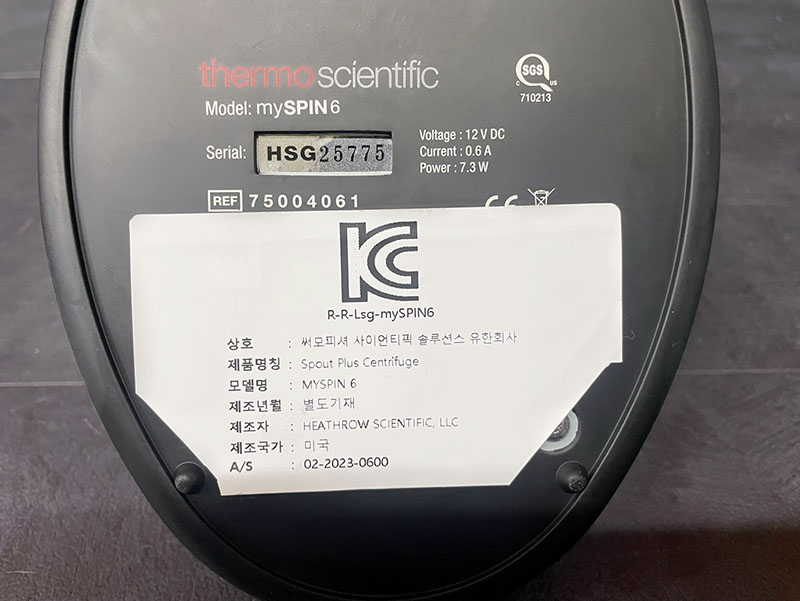 thermo scientific
SGS
C US
710213
Model: mySPIN 6
Serial: HSG25775
Voltage : 12 V DC
Current : 0.6 A
Power : 7.3 W
REF 75004061
CE
KC
R-R-Lsg-mySPIN6
상호 : 써모피셔 사이언티픽 솔루션스 유한회사
제품명칭 : Spout Plus Centrifuge
모델명 : MYSPIN 6
제조년월 : 별도기재
제조자 : HEATHROW SCIENTIFIC, LLC
제조국가 : 미국
A/S : 02-2023-0600